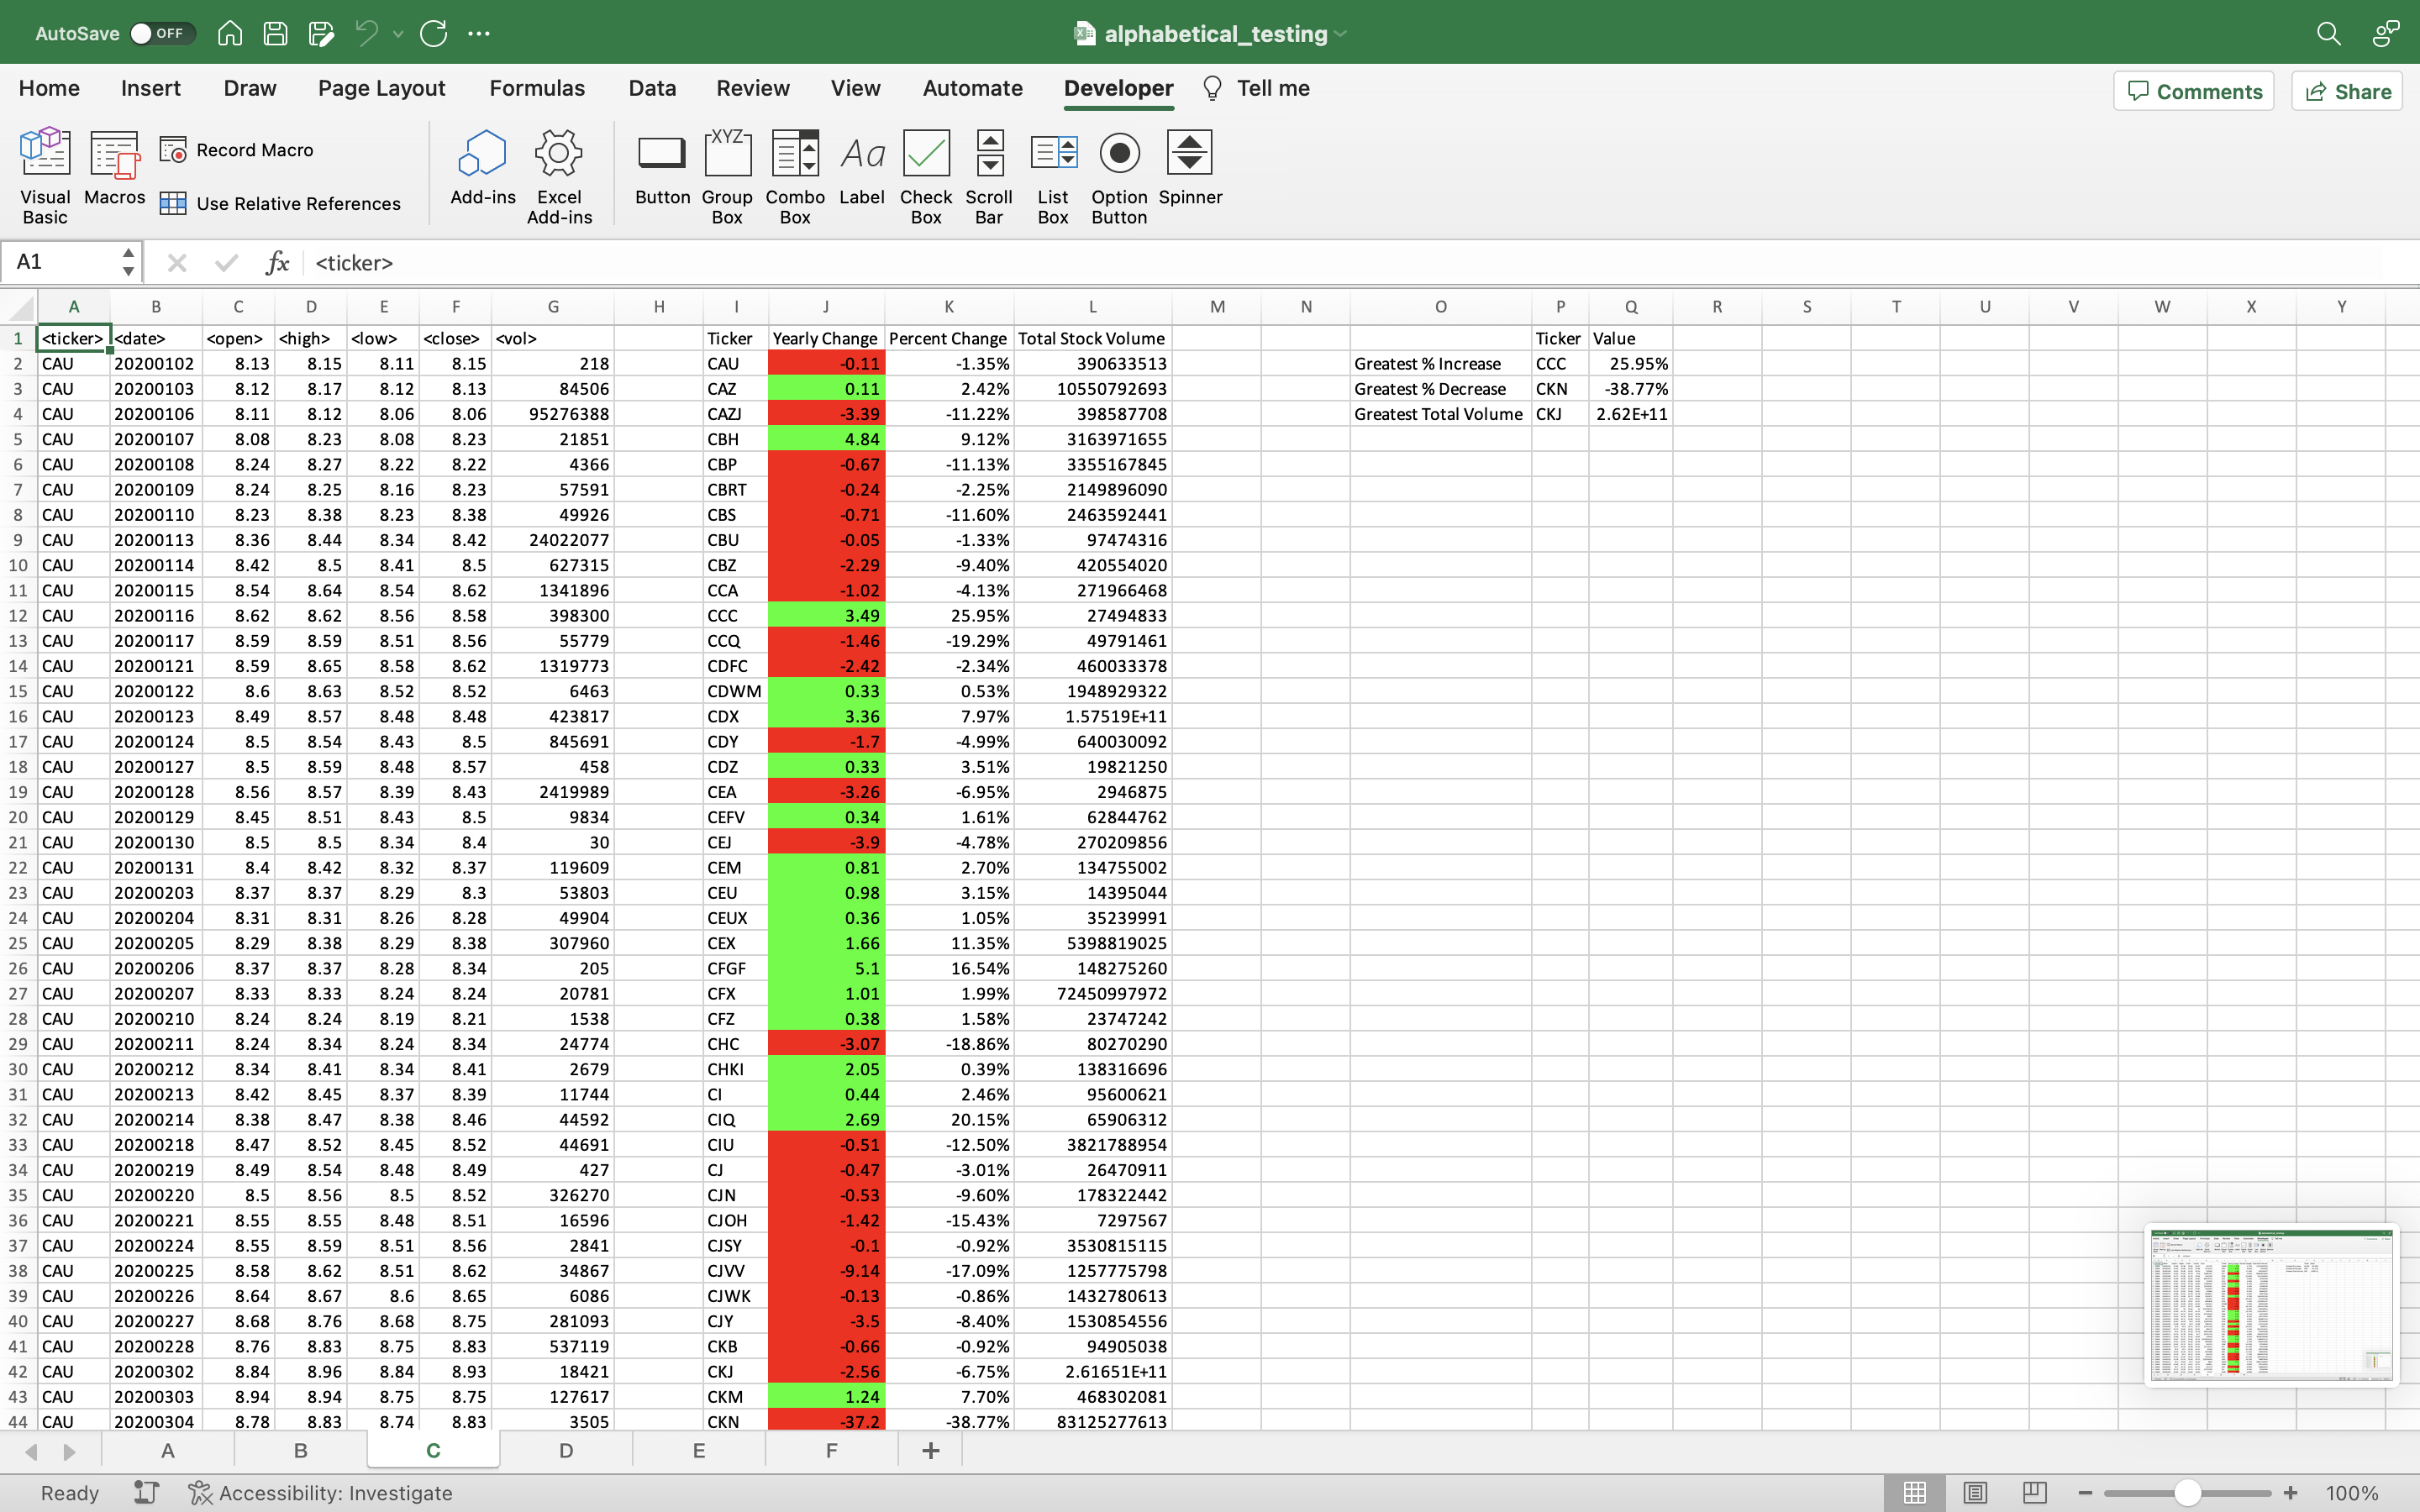 AutoSave OFF alphabetical_testing
Home Insert Draw Page Layout Formulas Data Review View Automate Developer Tell me Comments Share
Visual Basic Macros Record Macro Use Relative References Add-ins Excel Add-ins Button Group Box Combo Box Label Check Box Scroll Bar List Box Option Button Spinner
XYZ Aa
A1 fx <ticker>
A B C D E F G H I J K L M N O P Q R S T U V W X Y
1 <ticker> <date> <open> <high> <low> <close> <vol> Ticker Yearly Change Percent Change Total Stock Volume Ticker Value
2 CAU 20200102 8.13 8.15 8.11 8.15 218 CAU -0.11 -1.35% 390633513 Greatest % Increase CCC 25.95%
3 CAU 20200103 8.12 8.17 8.12 8.13 84506 CAZ 0.11 2.42% 10550792693 Greatest % Decrease CKN -38.77%
4 CAU 20200106 8.11 8.12 8.06 8.06 95276388 CAZJ -3.39 -11.22% 398587708 Greatest Total Volume CKJ 2.62E+11
5 CAU 20200107 8.08 8.23 8.08 8.23 21851 CBH 4.84 9.12% 3163971655
6 CAU 20200108 8.24 8.27 8.22 8.22 4366 CBP -0.67 -11.13% 3355167845
7 CAU 20200109 8.24 8.25 8.16 8.23 57591 CBRT -0.24 -2.25% 2149896090
8 CAU 20200110 8.23 8.38 8.23 8.38 49926 CBS -0.71 -11.60% 2463592441
9 CAU 20200113 8.36 8.44 8.34 8.42 24022077 CBU -0.05 -1.33% 97474316
10 CAU 20200114 8.42 8.5 8.41 8.5 627315 CBZ -2.29 -9.40% 420554020
11 CAU 20200115 8.54 8.64 8.54 8.62 1341896 CCA -1.02 -4.13% 271966468
12 CAU 20200116 8.62 8.62 8.56 8.58 398300 CCC 3.49 25.95% 27494833
13 CAU 20200117 8.59 8.59 8.51 8.56 55779 CCQ -1.46 -19.29% 49791461
14 CAU 20200121 8.59 8.65 8.58 8.62 1319773 CDFC -2.42 -2.34% 460033378
15 CAU 20200122 8.6 8.63 8.52 8.52 6463 CDWM 0.33 0.53% 1948929322
16 CAU 20200123 8.49 8.57 8.48 8.48 423817 CDX 3.36 7.97% 1.57519E+11
17 CAU 20200124 8.5 8.54 8.43 8.5 845691 CDY -1.7 -4.99% 640030092
18 CAU 20200127 8.5 8.59 8.48 8.57 458 CDZ 0.33 3.51% 19821250
19 CAU 20200128 8.56 8.57 8.39 8.43 2419989 CEA -3.26 -6.95% 2946875
20 CAU 20200129 8.45 8.51 8.43 8.5 9834 CEFV 0.34 1.61% 62844762
21 CAU 20200130 8.5 8.5 8.34 8.4 30 CEJ -3.9 -4.78% 270209856
22 CAU 20200131 8.4 8.42 8.32 8.37 119609 CEM 0.81 2.70% 134755002
23 CAU 20200203 8.37 8.37 8.29 8.3 53803 CEU 0.98 3.15% 14395044
24 CAU 20200204 8.31 8.31 8.26 8.28 49904 CEUX 0.36 1.05% 35239991
25 CAU 20200205 8.29 8.38 8.29 8.38 307960 CEX 1.66 11.35% 5398819025
26 CAU 20200206 8.37 8.37 8.28 8.34 205 CFGF 5.1 16.54% 148275260
27 CAU 20200207 8.33 8.33 8.24 8.24 20781 CFX 1.01 1.99% 72450997972
28 CAU 20200210 8.24 8.24 8.19 8.21 1538 CFZ 0.38 1.58% 23747242
29 CAU 20200211 8.24 8.34 8.24 8.34 24774 CHC -3.07 -18.86% 80270290
30 CAU 20200212 8.34 8.41 8.34 8.41 2679 CHKI 2.05 0.39% 138316696
31 CAU 20200213 8.42 8.45 8.37 8.39 11744 CI 0.44 2.46% 95600621
32 CAU 20200214 8.38 8.47 8.38 8.46 44592 CIQ 2.69 20.15% 65906312
33 CAU 20200218 8.47 8.52 8.45 8.52 44691 CIU -0.51 -12.50% 3821788954
34 CAU 20200219 8.49 8.54 8.48 8.49 427 CJ -0.47 -3.01% 26470911
35 CAU 20200220 8.5 8.56 8.5 8.52 326270 CJN -0.53 -9.60% 178322442
36 CAU 20200221 8.55 8.55 8.48 8.51 16596 CJOH -1.42 -15.43% 7297567
37 CAU 20200224 8.55 8.59 8.51 8.56 2841 CJSY -0.1 -0.92% 3530815115
38 CAU 20200225 8.58 8.62 8.51 8.62 34867 CJVV -9.14 -17.09% 1257775798
39 CAU 20200226 8.64 8.67 8.6 8.65 6086 CJWK -0.13 -0.86% 1432780613
40 CAU 20200227 8.68 8.76 8.68 8.75 281093 CJY -3.5 -8.40% 1530854556
41 CAU 20200228 8.76 8.83 8.75 8.83 537119 CKB -0.66 -0.92% 94905038
42 CAU 20200302 8.84 8.96 8.84 8.93 18421 CKJ -2.56 -6.75% 2.61651E+11
43 CAU 20200303 8.94 8.94 8.75 8.75 127617 CKM 1.24 7.70% 468302081
44 CAU 20200304 8.78 8.83 8.74 8.83 3505 CKN -37.2 -38.77% 83125277613
A B C D E F
Ready Accessibility: Investigate 100%